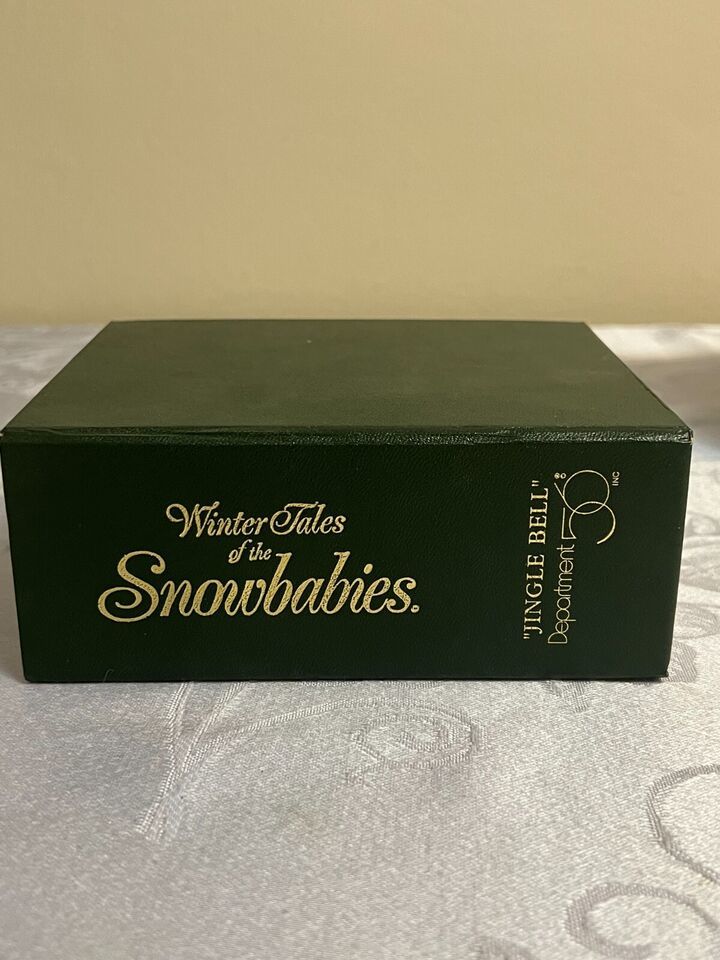 Winter Tales
of the
Snowbabies®
"JINGLE BELL"
Department 56 ® © INC